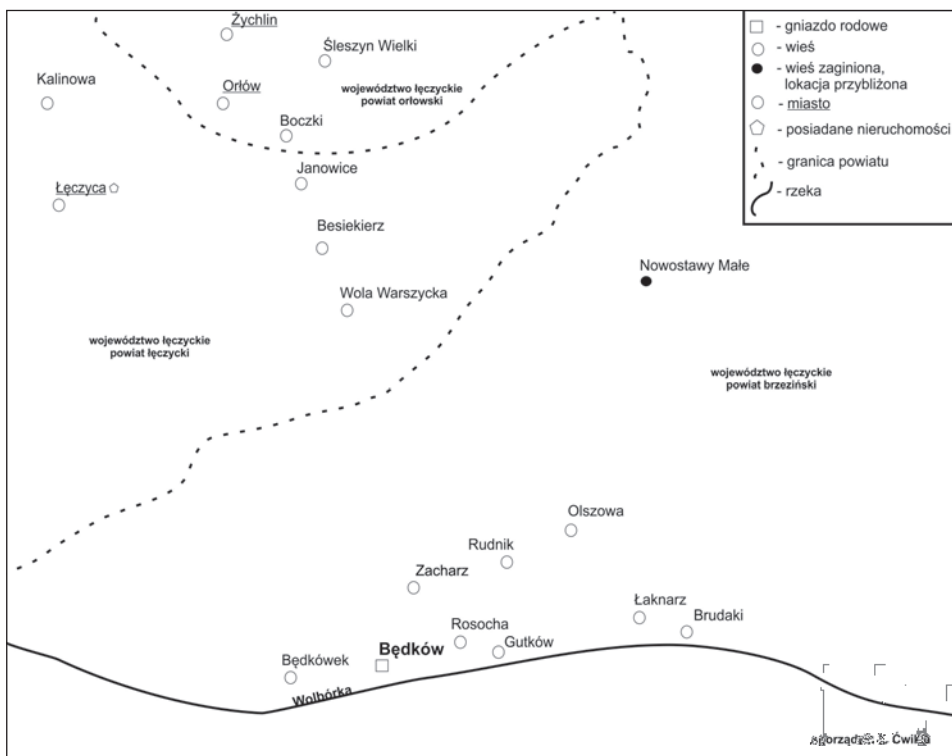 Żychlin
Śleszyn Wielki
Kalinowa
Orłów
województwo łęczyckie
powiat orłowski
Boczki
Janowice
Łęczyca
Besiekierz
Nowostawy Małe
Wola Warszycka
województwo łęczyckie
powiat łęczycki
województwo łęczyckie
powiat brzeziński
Olszowa
Rudnik
Zacharz
Łaknarz
Brudaki
Rosocha
Gutków
Będków
Będkówek
Wolbórka
- gniazdo rodowe
- wieś
- wieś zaginiona,
lokacja przybliżona
- miasto
- posiadane nieruchomości
- granica powiatu
- rzeka